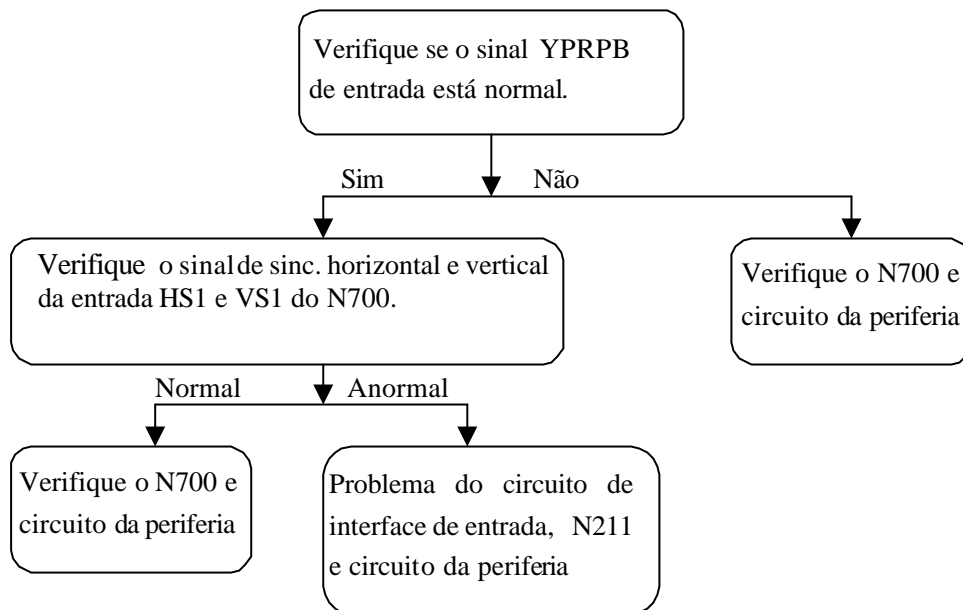 Verifique se o sinal YPRPB
de entrada está normal.
Sim
Não
Verifique o sinal de sinc. horizontal e vertical
da entrada HS1 e VS1 do N700.
Verifique o N700 e
circuito da periferia
Normal
Anormal
Verifique o N700 e
circuito da periferia
Problema do circuito de
interface de entrada, N211
e circuito da periferia